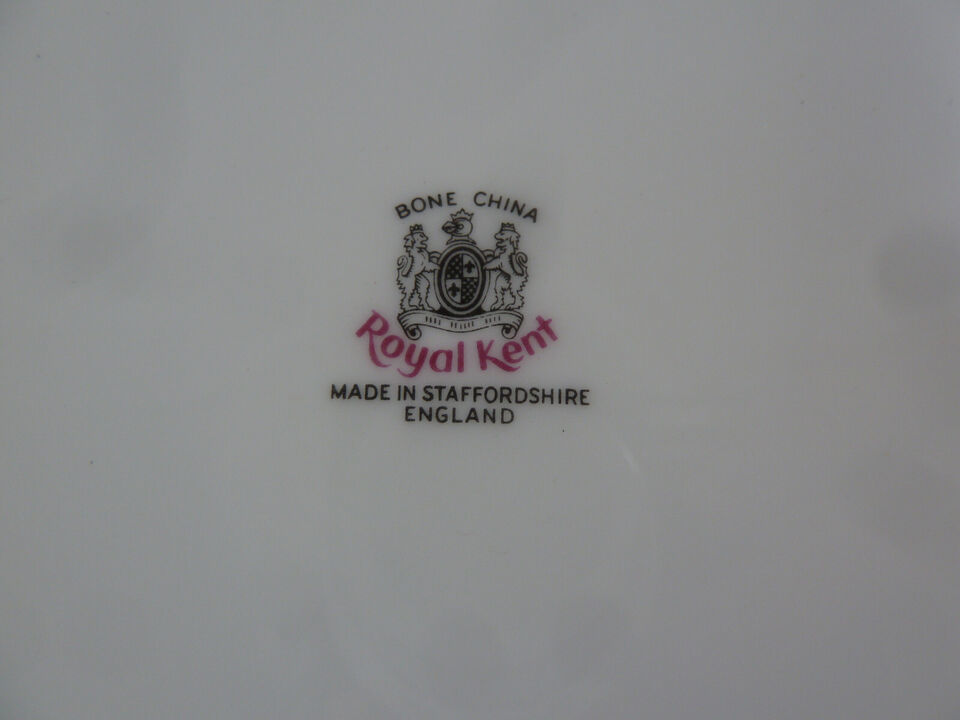 BONE CHINA
Royal Kent
MADE IN STAFFORDSHIRE
ENGLAND